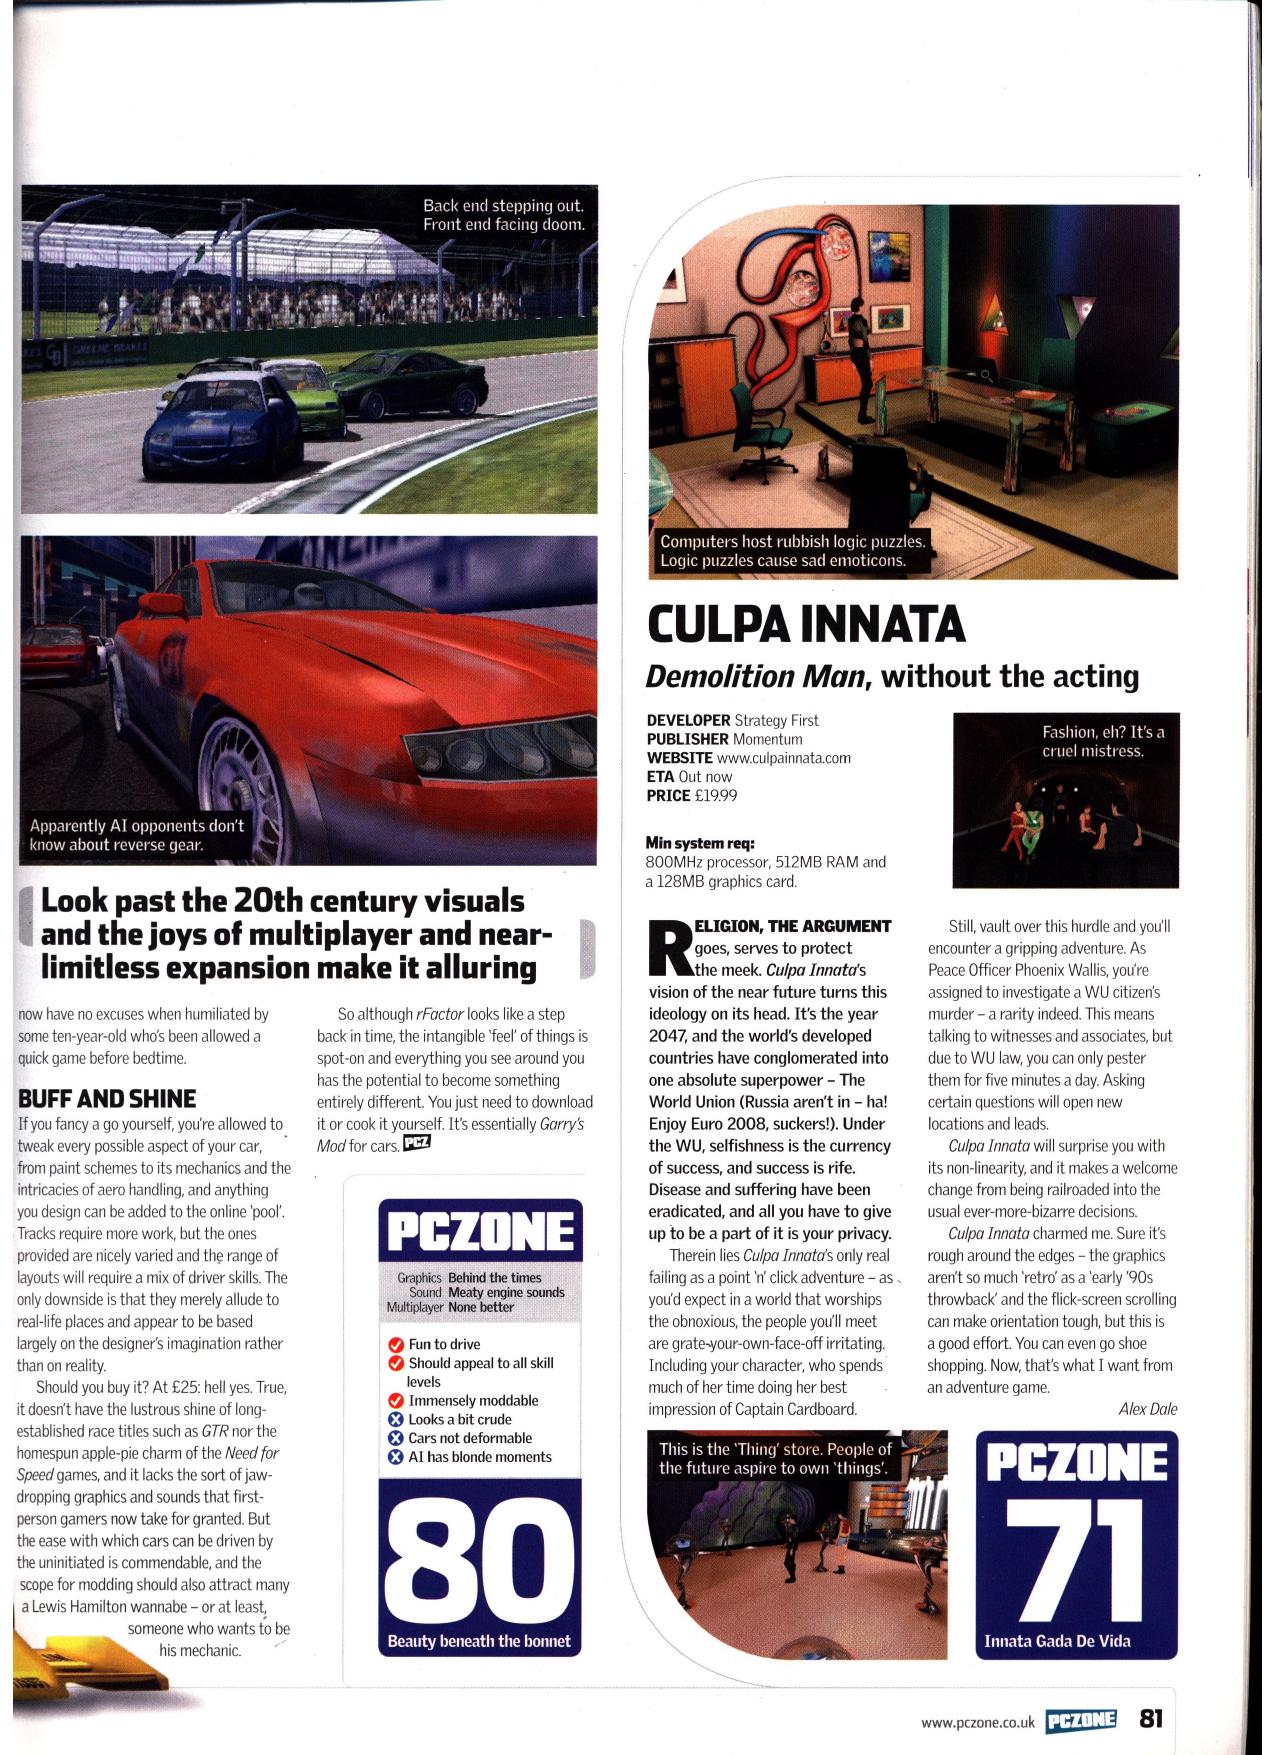 Back end stepping out.
Front end facing doom.
GREENE BRAKES
Apparently AI opponents don't
know about reverse gear.
Look past the 20th century visuals
and the joys of multiplayer and near-
limitless expansion make it alluring
now have no excuses when humiliated by
some ten-year-old who's been allowed a
quick game before bedtime.
BUFF AND SHINE
If you fancy a go yourself, you're allowed to
tweak every possible aspect of your car,
from paint schemes to its mechanics and the
intricacies of aero handling, and anything
you design can be added to the online 'pool'.
Tracks require more work, but the ones
provided are nicely varied and the range of
layouts will require a mix of driver skills. The
only downside is that they merely allude to
real-life places and appear to be based
largely on the designer's imagination rather
than on reality.
Should you buy it? At £25: hell yes. True,
it doesn't have the lustrous shine of long-
established race titles such as GTR nor the
homespun apple-pie charm of the Need for
Speed games, and it lacks the sort of jaw-
dropping graphics and sounds that first-
person gamers now take for granted. But
the ease with which cars can be driven by
the uninitiated is commendable, and the
scope for modding should also attract many
a Lewis Hamilton wannabe – or at least,
someone who wants to be
his mechanic.
So although rFactor looks like a step
back in time, the intangible 'feel' of things is
spot-on and everything you see around you
has the potential to become something
entirely different. You just need to download
it or cook it yourself. It's essentially Garry's
Mod for cars. PCZ
PCZONE
Graphics Behind the times
Sound Meaty engine sounds
Multiplayer None better
Fun to drive
Should appeal to all skill
levels
Immensely moddable
Looks a bit crude
Cars not deformable
AI has blonde moments
80
Beauty beneath the bonnet
Computers host rubbish logic puzzles.
Logic puzzles cause sad emoticons.
CULPA INNATA
Demolition Man, without the acting
DEVELOPER Strategy First
PUBLISHER Momentum
WEBSITE www.culpainnata.com
ETA Out now
PRICE £19.99
Min system req:
800MHz processor, 512MB RAM and
a 128MB graphics card.
Fashion, eh? It's a
cruel mistress.
RELIGION, THE ARGUMENT
goes, serves to protect
the meek. Culpa Innata's
vision of the near future turns this
ideology on its head. It's the year
2047, and the world's developed
countries have conglomerated into
one absolute superpower – The
World Union (Russia aren't in – ha!
Enjoy Euro 2008, suckers!). Under
the WU, selfishness is the currency
of success, and success is rife.
Disease and suffering have been
eradicated, and all you have to give
up to be a part of it is your privacy.
Therein lies Culpa Innata's only real
failing as a point 'n' click adventure – as
you'd expect in a world that worships
the obnoxious, the people you'll meet
are grate-your-own-face-off irritating.
Including your character, who spends
much of her time doing her best
impression of Captain Cardboard.
Still, vault over this hurdle and you'll
encounter a gripping adventure. As
Peace Officer Phoenix Wallis, you're
assigned to investigate a WU citizen's
murder – a rarity indeed. This means
talking to witnesses and associates, but
due to WU law, you can only pester
them for five minutes a day. Asking
certain questions will open new
locations and leads.
Culpa Innata will surprise you with
its non-linearity, and it makes a welcome
change from being railroaded into the
usual ever-more-bizarre decisions.
Culpa Innata charmed me. Sure it's
rough around the edges – the graphics
aren't so much 'retro' as a 'early '90s
throwback' and the flick-screen scrolling
can make orientation tough, but this is
a good effort. You can even go shoe
shopping. Now, that's what I want from
an adventure game.
Alex Dale
This is the 'Thing' store. People of
the future aspire to own 'things'.
PCZONE
71
Innata Gada De Vida
www.pczone.co.uk PCZONE 81